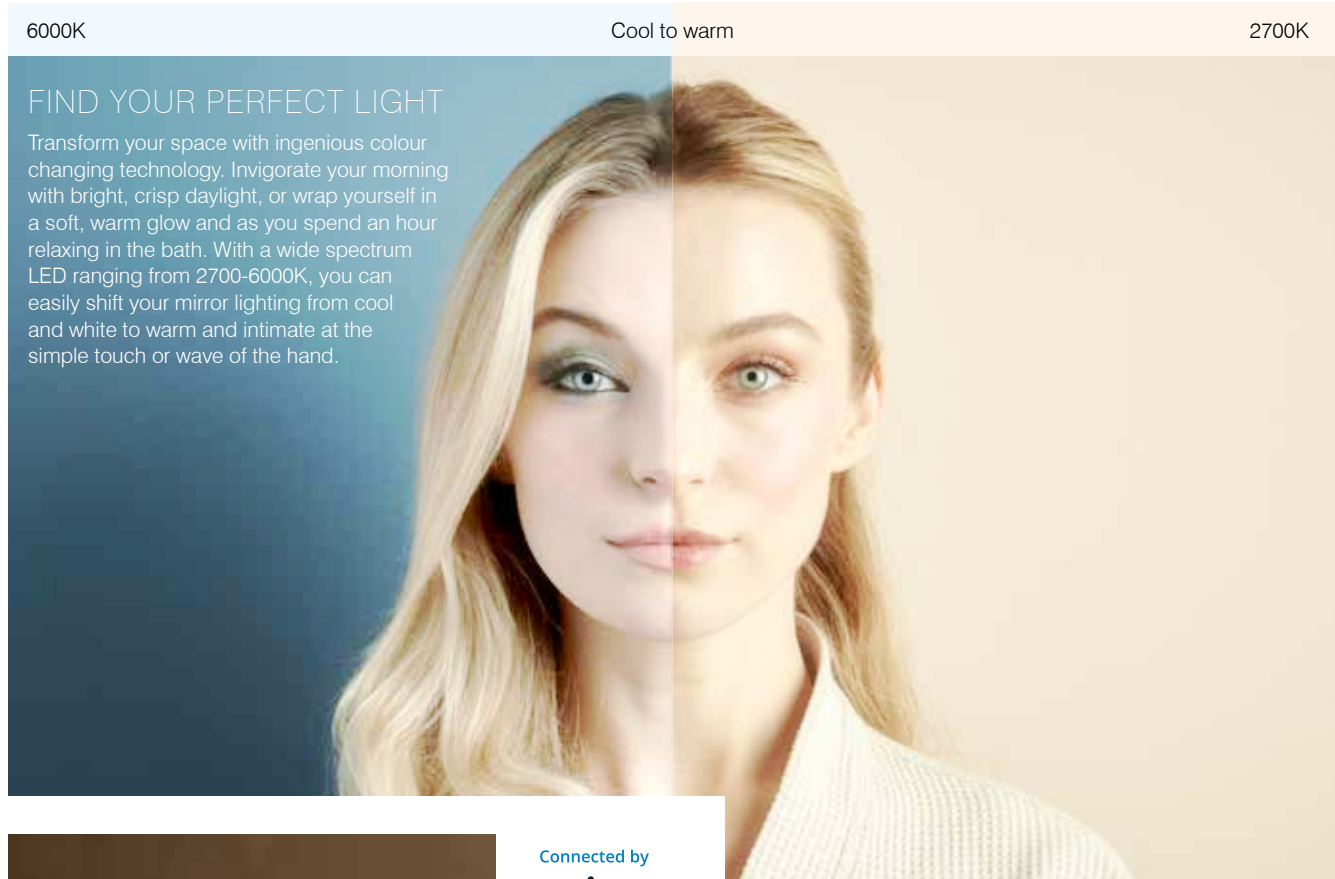 6000K
Cool to warm
2700K
FIND YOUR PERFECT LIGHT
Transform your space with ingenious colour
changing technology. Invigorate your morning
with bright, crisp daylight, or wrap yourself in
a soft, warm glow and as you spend an hour
relaxing in the bath. With a wide spectrum
LED ranging from 2700-6000K, you can
easily shift your mirror lighting from cool
and white to warm and intimate at the
simple touch or wave of the hand.
Connected by